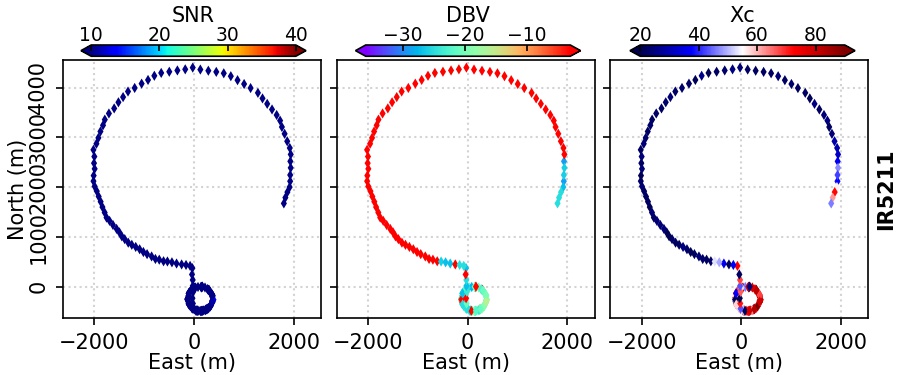 SNR DBV Xc
10 20 30 40 −30 −20 −10 20 40 60 80
North (m)
4000
3000
2000
1000
0
IR5211
−2000 0 2000 −2000 0 2000 −2000 0 2000
East (m) East (m) East (m)